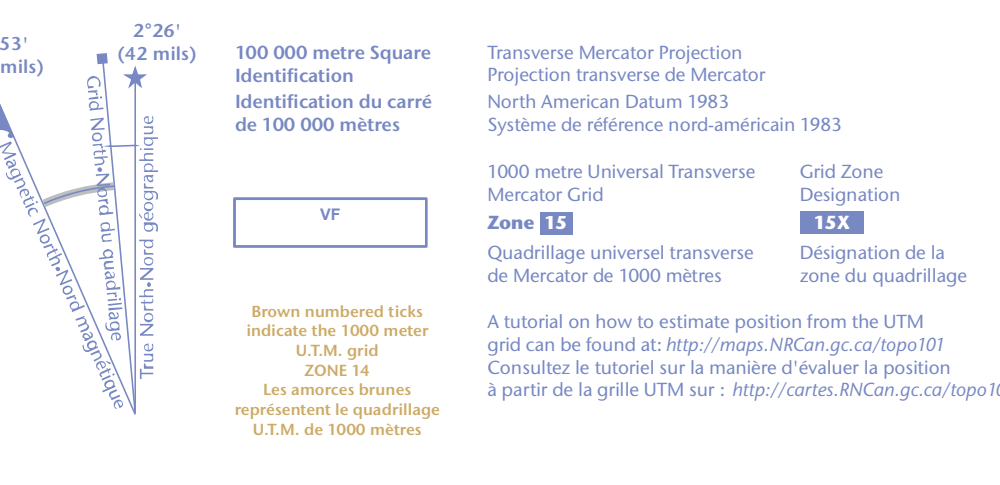 53'
mils)
2°26'
(42 mils)
Grid North•Nord du quadrillage
Magnetic North•Nord magnétique
True North•Nord géographique
100 000 metre Square
Identification
Identification du carré
de 100 000 mètres
VF
Brown numbered ticks
indicate the 1000 meter
U.T.M. grid
ZONE 14
Les amorces brunes
représentent le quadrillage
U.T.M. de 1000 mètres
Transverse Mercator Projection
Projection transverse de Mercator
North American Datum 1983
Système de référence nord-américain 1983
1000 metre Universal Transverse
Mercator Grid
Zone 15
Quadrillage universel transverse
de Mercator de 1000 mètres
Grid Zone
Designation
15X
Désignation de la
zone du quadrillage
A tutorial on how to estimate position from the UTM
grid can be found at: http://maps.NRCan.gc.ca/topo101
Consultez le tutoriel sur la manière d'évaluer la position
à partir de la grille UTM sur : http://cartes.RNCan.gc.ca/topo10